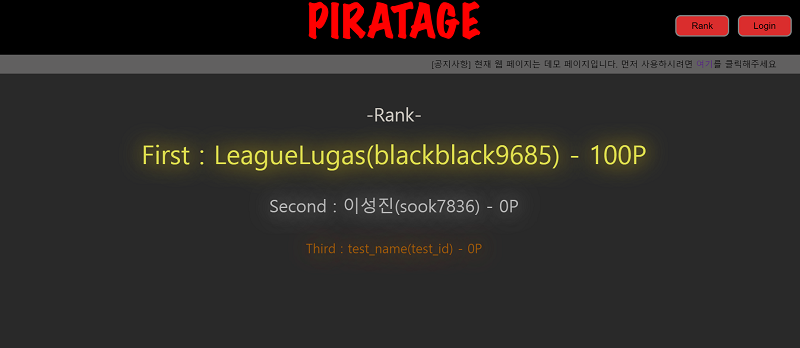 PIRATAGE
Rank
Login
[공지사항] 현재 웹 페이지는 데모 페이지입니다. 먼저 사용하시려면 여기를 클릭해주세요
-Rank-
First : LeagueLugas(blackblack9685) - 100P
Second : 이성진(sook7836) - 0P
Third : test_name(test_id) - 0P